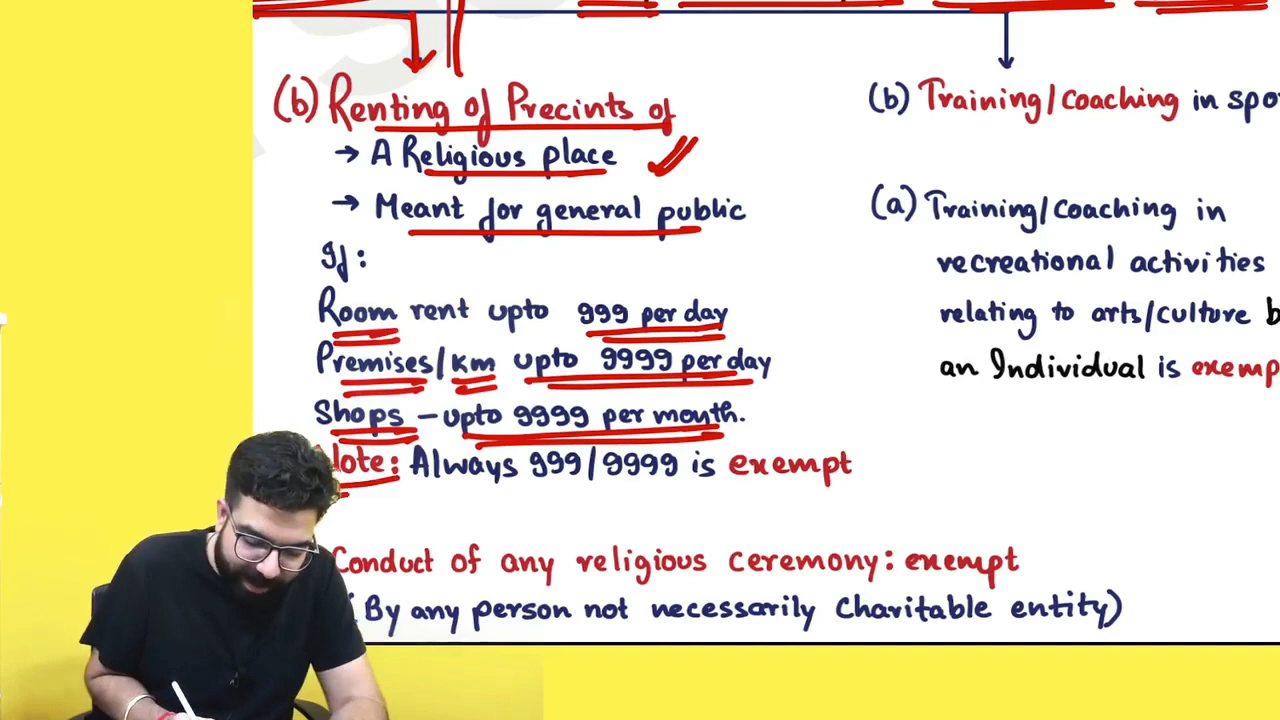 (b) Renting of Precints of
→ A Religious place
→ Meant for general public
If:
Room rent upto 999 per day
Premises/km upto 9999 per day
Shops – upto 9999 per month.
Note: Always 999/9999 is exempt
Conduct of any religious ceremony: exempt
(By any person not necessarily Charitable entity)
(b) Training/coaching in
(a) Training/coaching in
recreational activities
relating to arts/culture
an Individual is